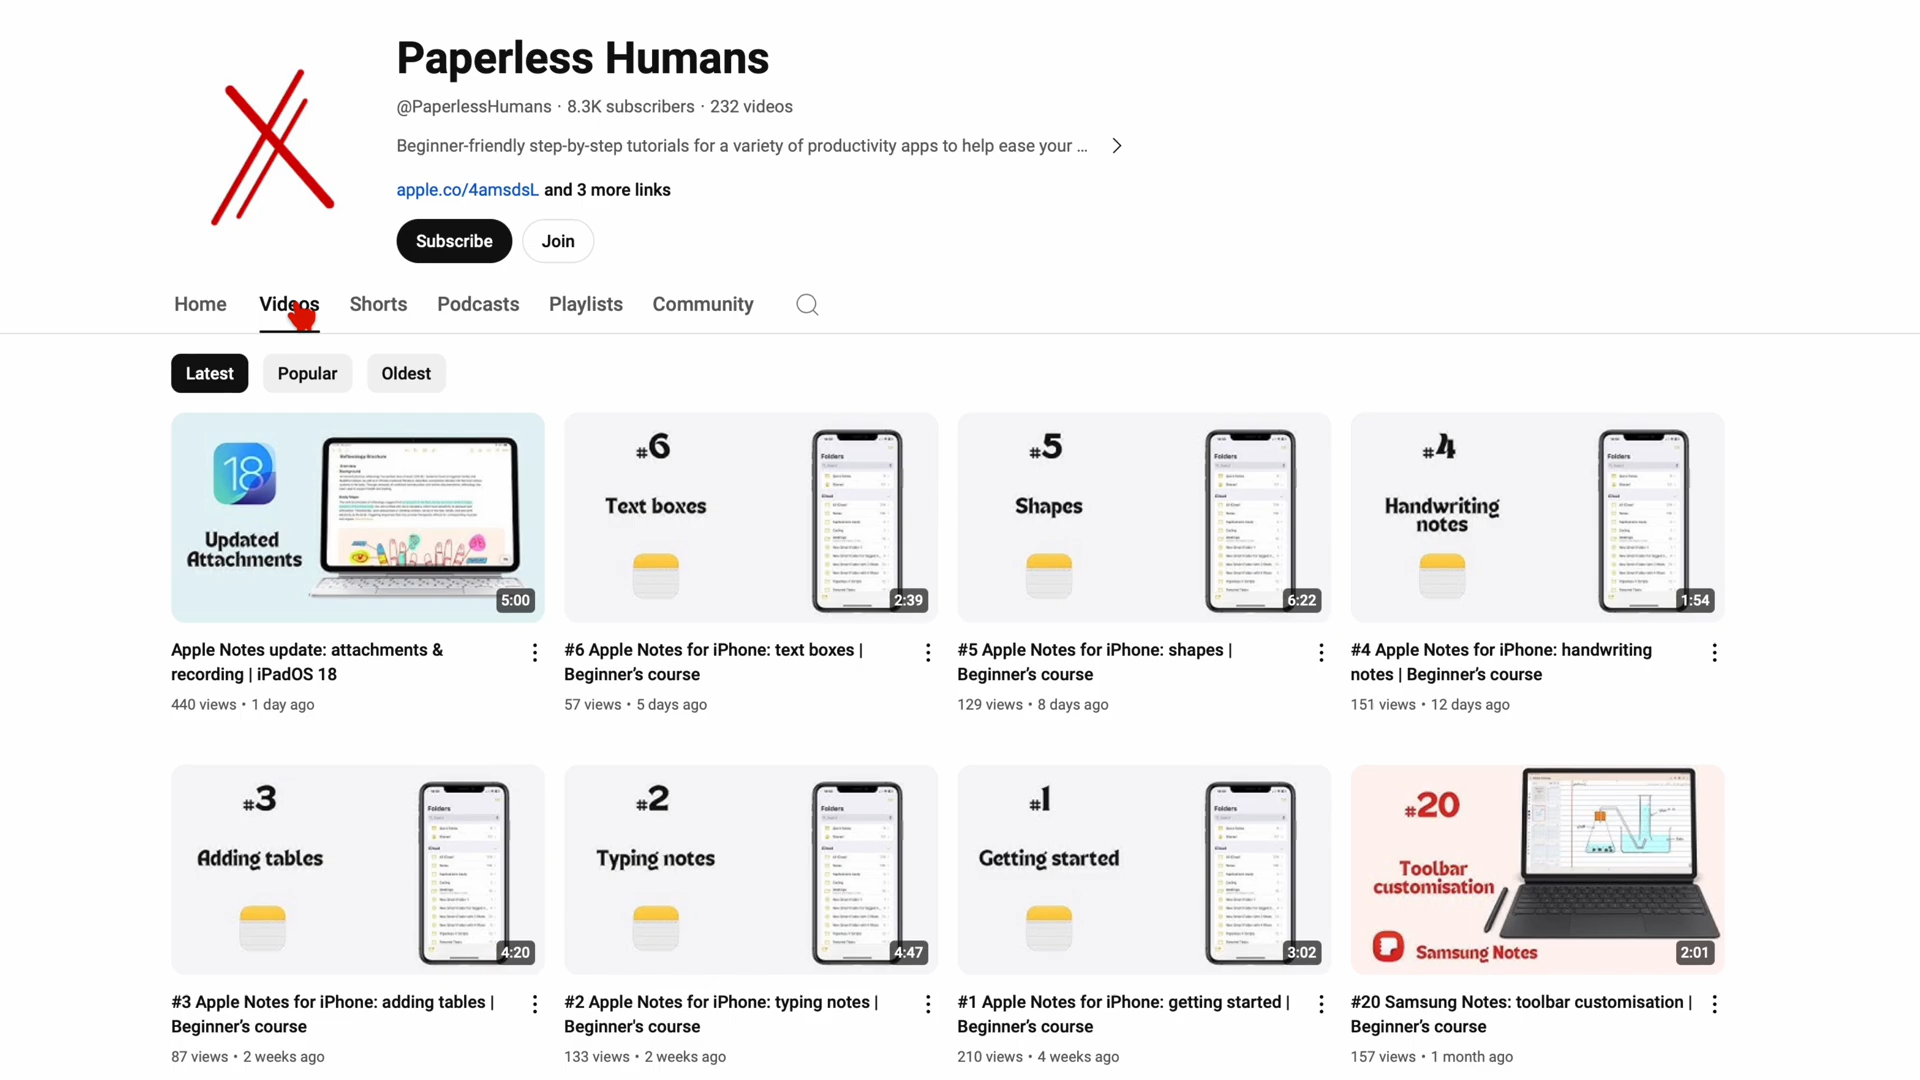 Paperless Humans
@PaperlessHumans · 8.3K subscribers · 232 videos
Beginner-friendly step-by-step tutorials for a variety of productivity apps to help ease your ...
apple.co/4amsdsL and 3 more links
Subscribe Join
Home Videos Shorts Podcasts Playlists Community
Latest Popular Oldest
18
Updated
Attachments
5:00
#6
Text boxes
Folders
2:39
#5
Shapes
Folders
6:22
#4
Handwriting
notes
Folders
1:54
Apple Notes update: attachments &
recording | iPadOS 18
440 views • 1 day ago
#6 Apple Notes for iPhone: text boxes |
Beginner’s course
57 views • 5 days ago
#5 Apple Notes for iPhone: shapes |
Beginner’s course
129 views • 8 days ago
#4 Apple Notes for iPhone: handwriting
notes | Beginner’s course
151 views • 12 days ago
#3
Adding tables
Folders
4:20
#2
Typing notes
Folders
4:47
#1
Getting started
Folders
3:02
#20
Toolbar
customisation
Samsung Notes
2:01
#3 Apple Notes for iPhone: adding tables |
Beginner’s course
87 views • 2 weeks ago
#2 Apple Notes for iPhone: typing notes |
Beginner's course
133 views • 2 weeks ago
#1 Apple Notes for iPhone: getting started |
Beginner’s course
210 views • 4 weeks ago
#20 Samsung Notes: toolbar customisation |
Beginner’s course
157 views • 1 month ago